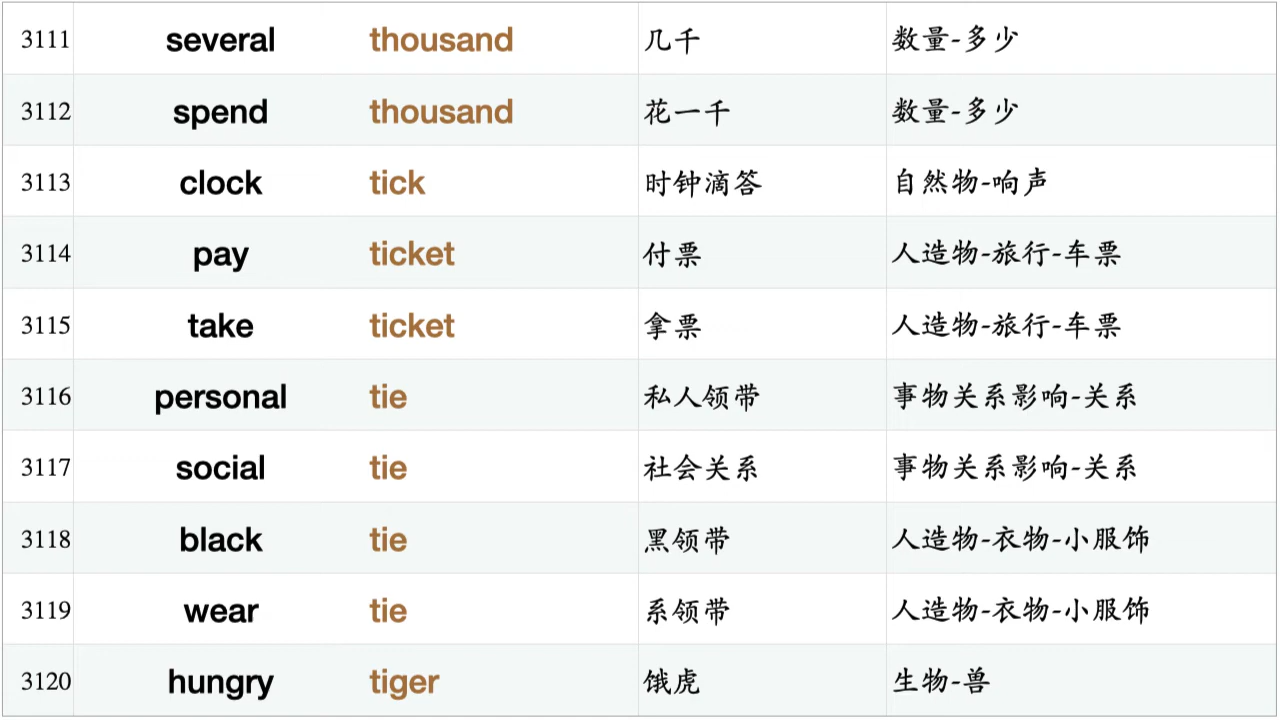 3111 several thousand 几千 数量-多少
3112 spend thousand 花一千 数量-多少
3113 clock tick 时钟滴答 自然物-响声
3114 pay ticket 付票 人造物-旅行-车票
3115 take ticket 拿票 人造物-旅行-车票
3116 personal tie 私人领带 事物关系影响-关系
3117 social tie 社会关系 事物关系影响-关系
3118 black tie 黑领带 人造物-衣物-小服饰
3119 wear tie 系领带 人造物-衣物-小服饰
3120 hungry tiger 饿虎 生物-兽